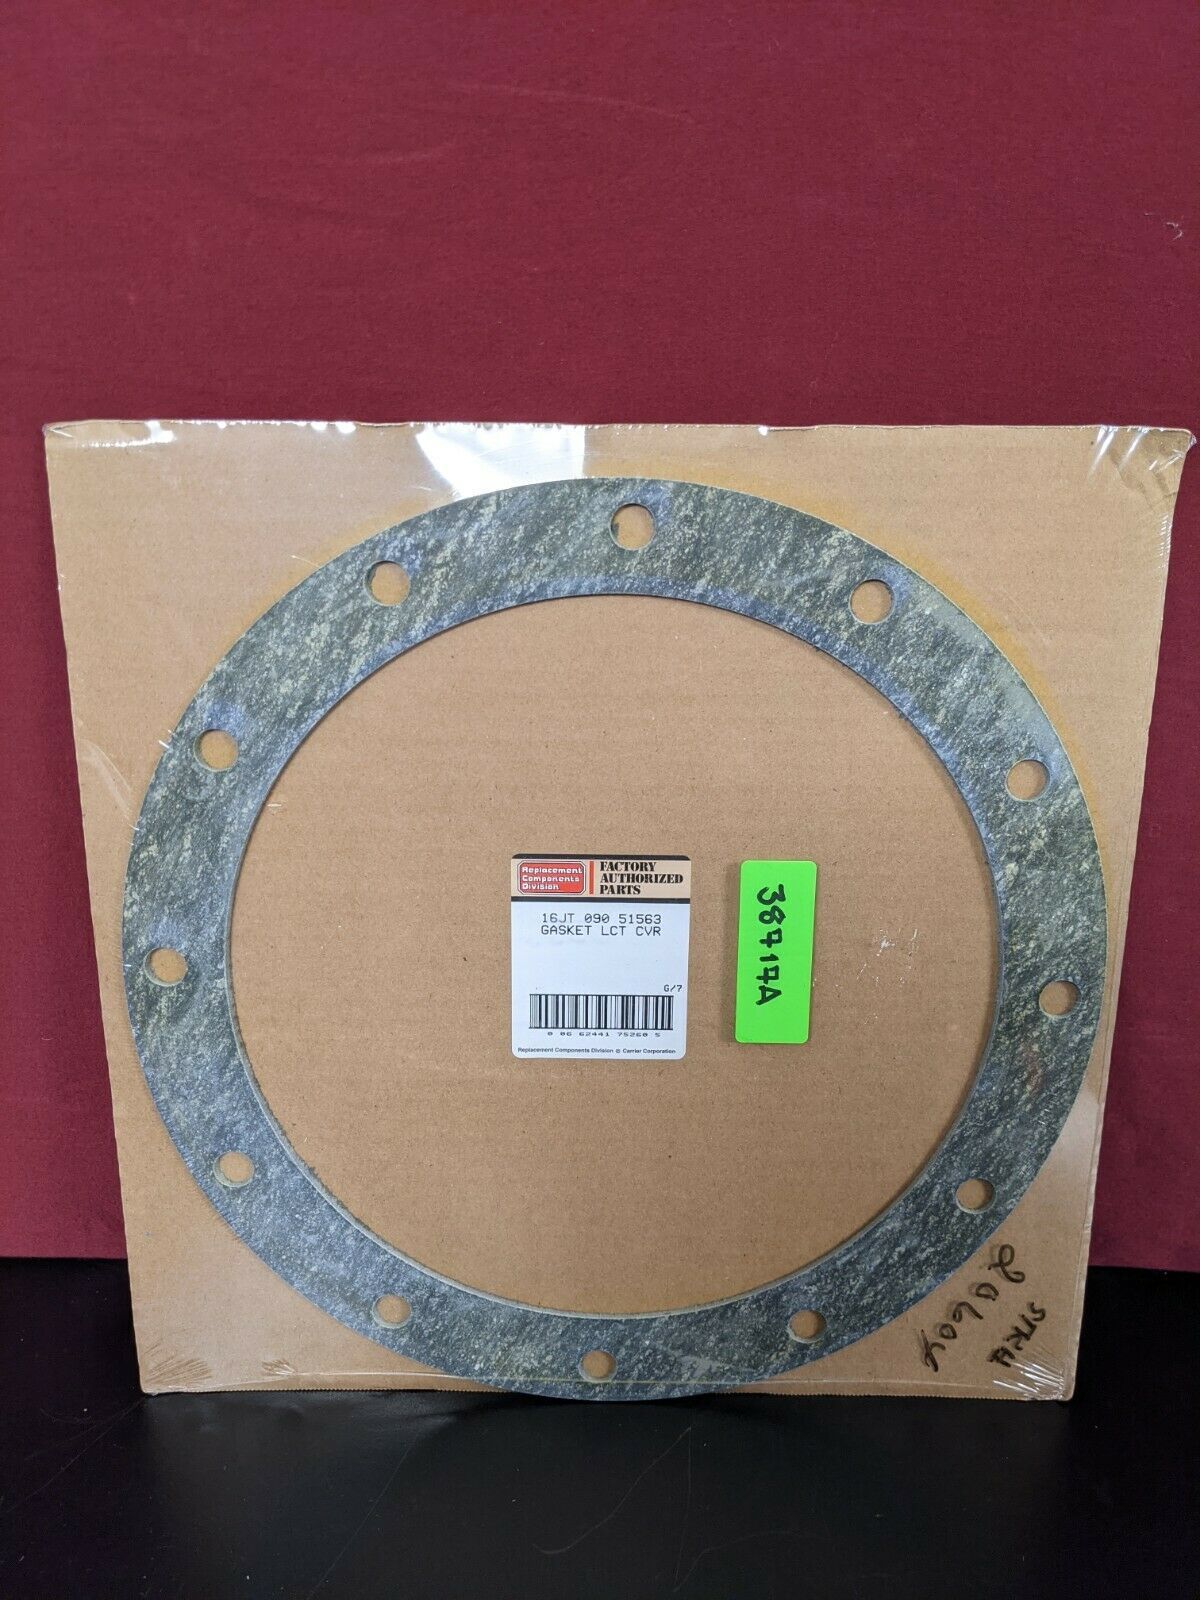 Replacement
Components
Division
FACTORY
AUTHORIZED
PARTS
16JT 090 51563
GASKET LCT CVR
G/7
0 06 62441 75260 5
Replacement Components Division © Carrier Corporation
38717A